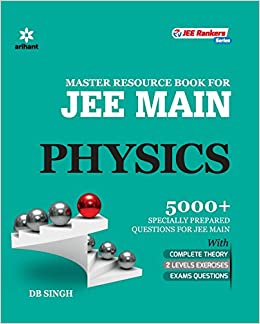 arihant
JEE Rankers
Series
MASTER RESOURCE BOOK FOR
JEE MAIN
PHYSICS
5000+
SPECIALLY PREPARED
QUESTIONS FOR JEE MAIN
With
COMPLETE THEORY
2 LEVELS EXERCISES
EXAMS QUESTIONS
DB SINGH